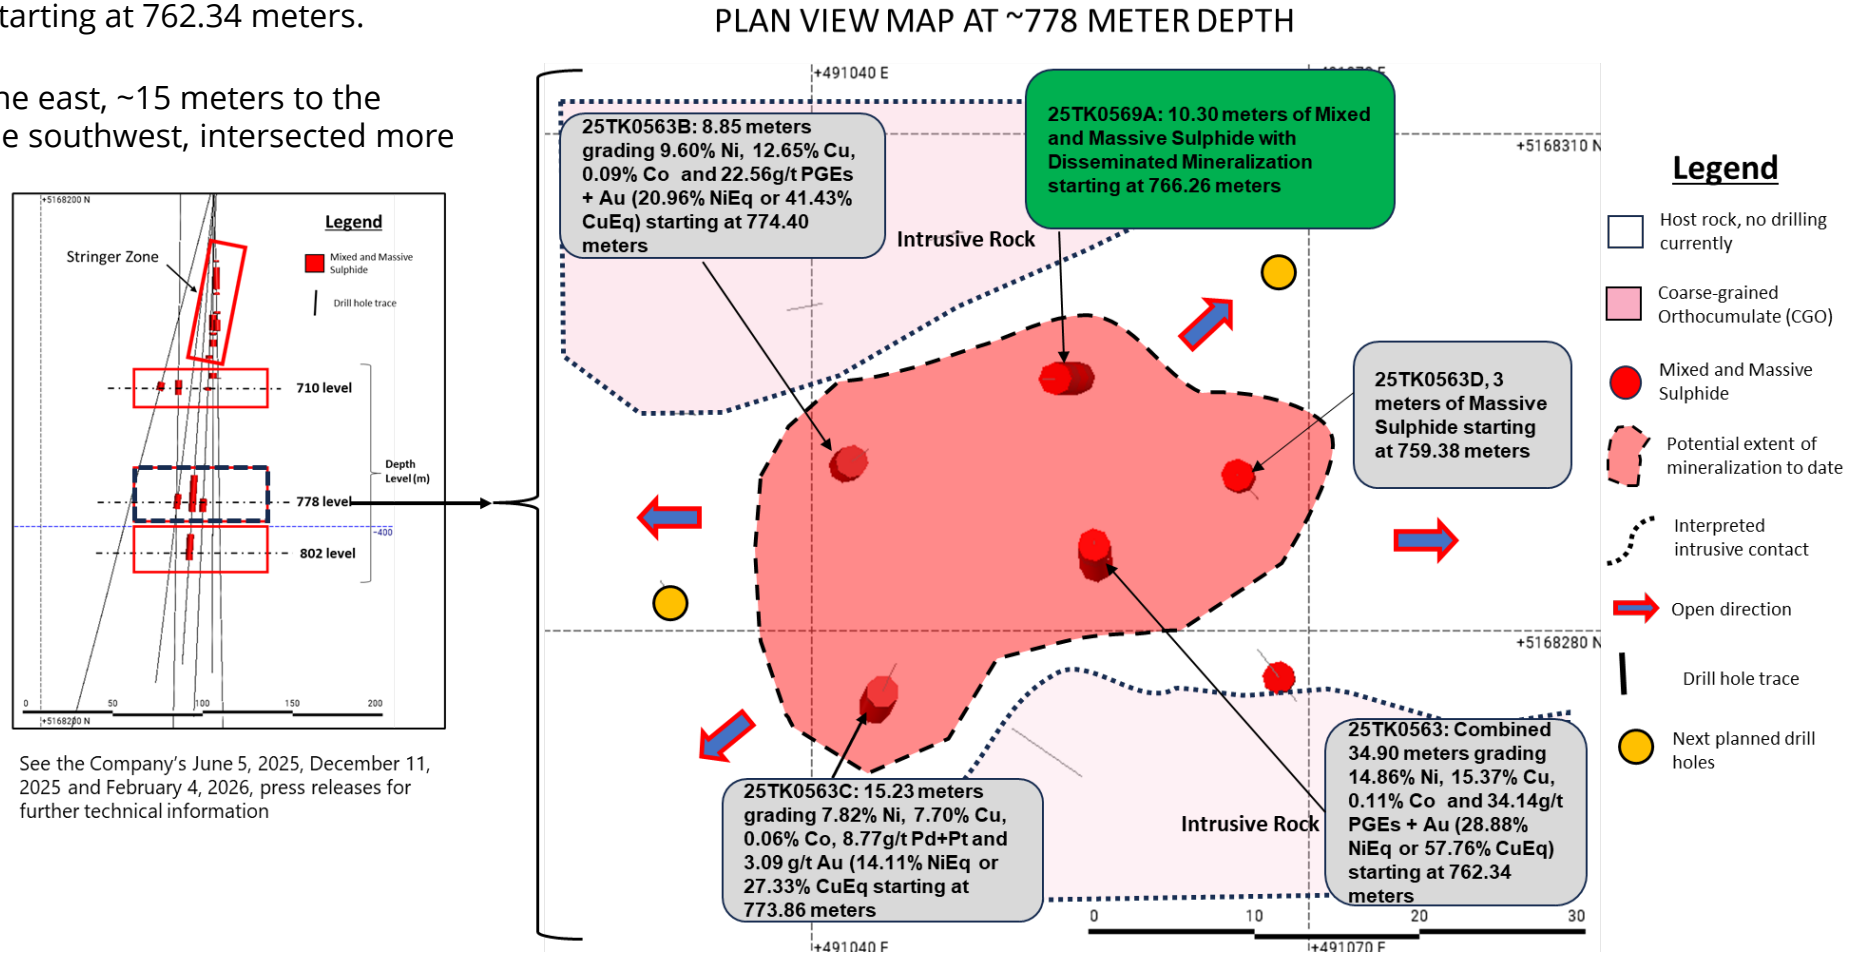 tarting at 762.34 meters.
ne east, ~15 meters to the
e southwest, intersected more
PLAN VIEW MAP AT ~778 METER DEPTH
+5168200 N
Legend
Stringer Zone
Mixed and Massive
Sulphide
Drill hole trace
710 level
Depth
Level (m)
778 level
-400
802 level
0 50 100 150 200
+5168200 N
See the Company's June 5, 2025, December 11,
2025 and February 4, 2026, press releases for
further technical information
+491040 E
+5168310 N
25TK0563B: 8.85 meters
grading 9.60% Ni, 12.65% Cu,
0.09% Co and 22.56g/t PGEs
+ Au (20.96% NiEq or 41.43%
CuEq) starting at 774.40
meters
25TK0569A: 10.30 meters of Mixed
and Massive Sulphide with
Disseminated Mineralization
starting at 766.26 meters
Intrusive Rock
25TK0563D, 3
meters of Massive
Sulphide starting
at 759.38 meters
+5168280 N
25TK0563C: 15.23 meters
grading 7.82% Ni, 7.70% Cu,
0.06% Co, 8.77g/t Pd+Pt and
3.09 g/t Au (14.11% NiEq or
27.33% CuEq starting at
773.86 meters
Intrusive Rock
25TK0563: Combined
34.90 meters grading
14.86% Ni, 15.37% Cu,
0.11% Co and 34.14g/t
PGEs + Au (28.88%
NiEq or 57.76% CuEq)
starting at 762.34
meters
0 10 20 30
+491040 E
+491070 E
Legend
Host rock, no drilling
currently
Coarse-grained
Orthocumulate (CGO)
Mixed and Massive
Sulphide
Potential extent of
mineralization to date
Interpreted
intrusive contact
Open direction
Drill hole trace
Next planned drill
holes